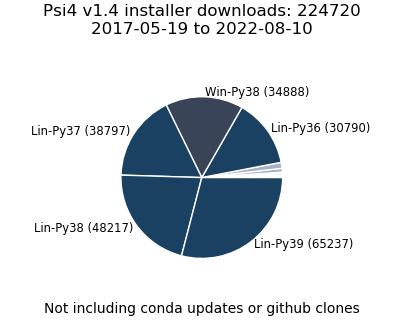 Psi4 v1.4 installer downloads: 224720
2017-05-19 to 2022-08-10
Win-Py38 (34888)
Lin-Py36 (30790)
Lin-Py37 (38797)
Lin-Py38 (48217)
Lin-Py39 (65237)
Not including conda updates or github clones